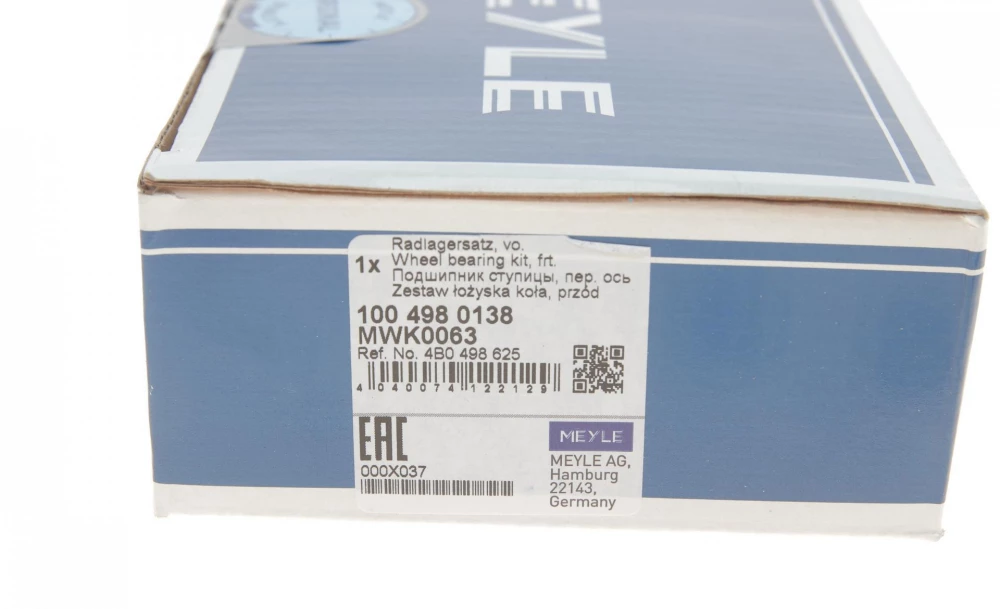 EYLE
Radlagersatz, vo.
1x Wheel bearing kit, frt.
Подшипник ступицы, пер. ось
Zestaw łożyska koła, przód
100 498 0138
MWK0063
Ref. No. 4B0 498 625
4 040074 122129
EAC
000X037
MEYLE
MEYLE AG,
Hamburg
22143,
Germany